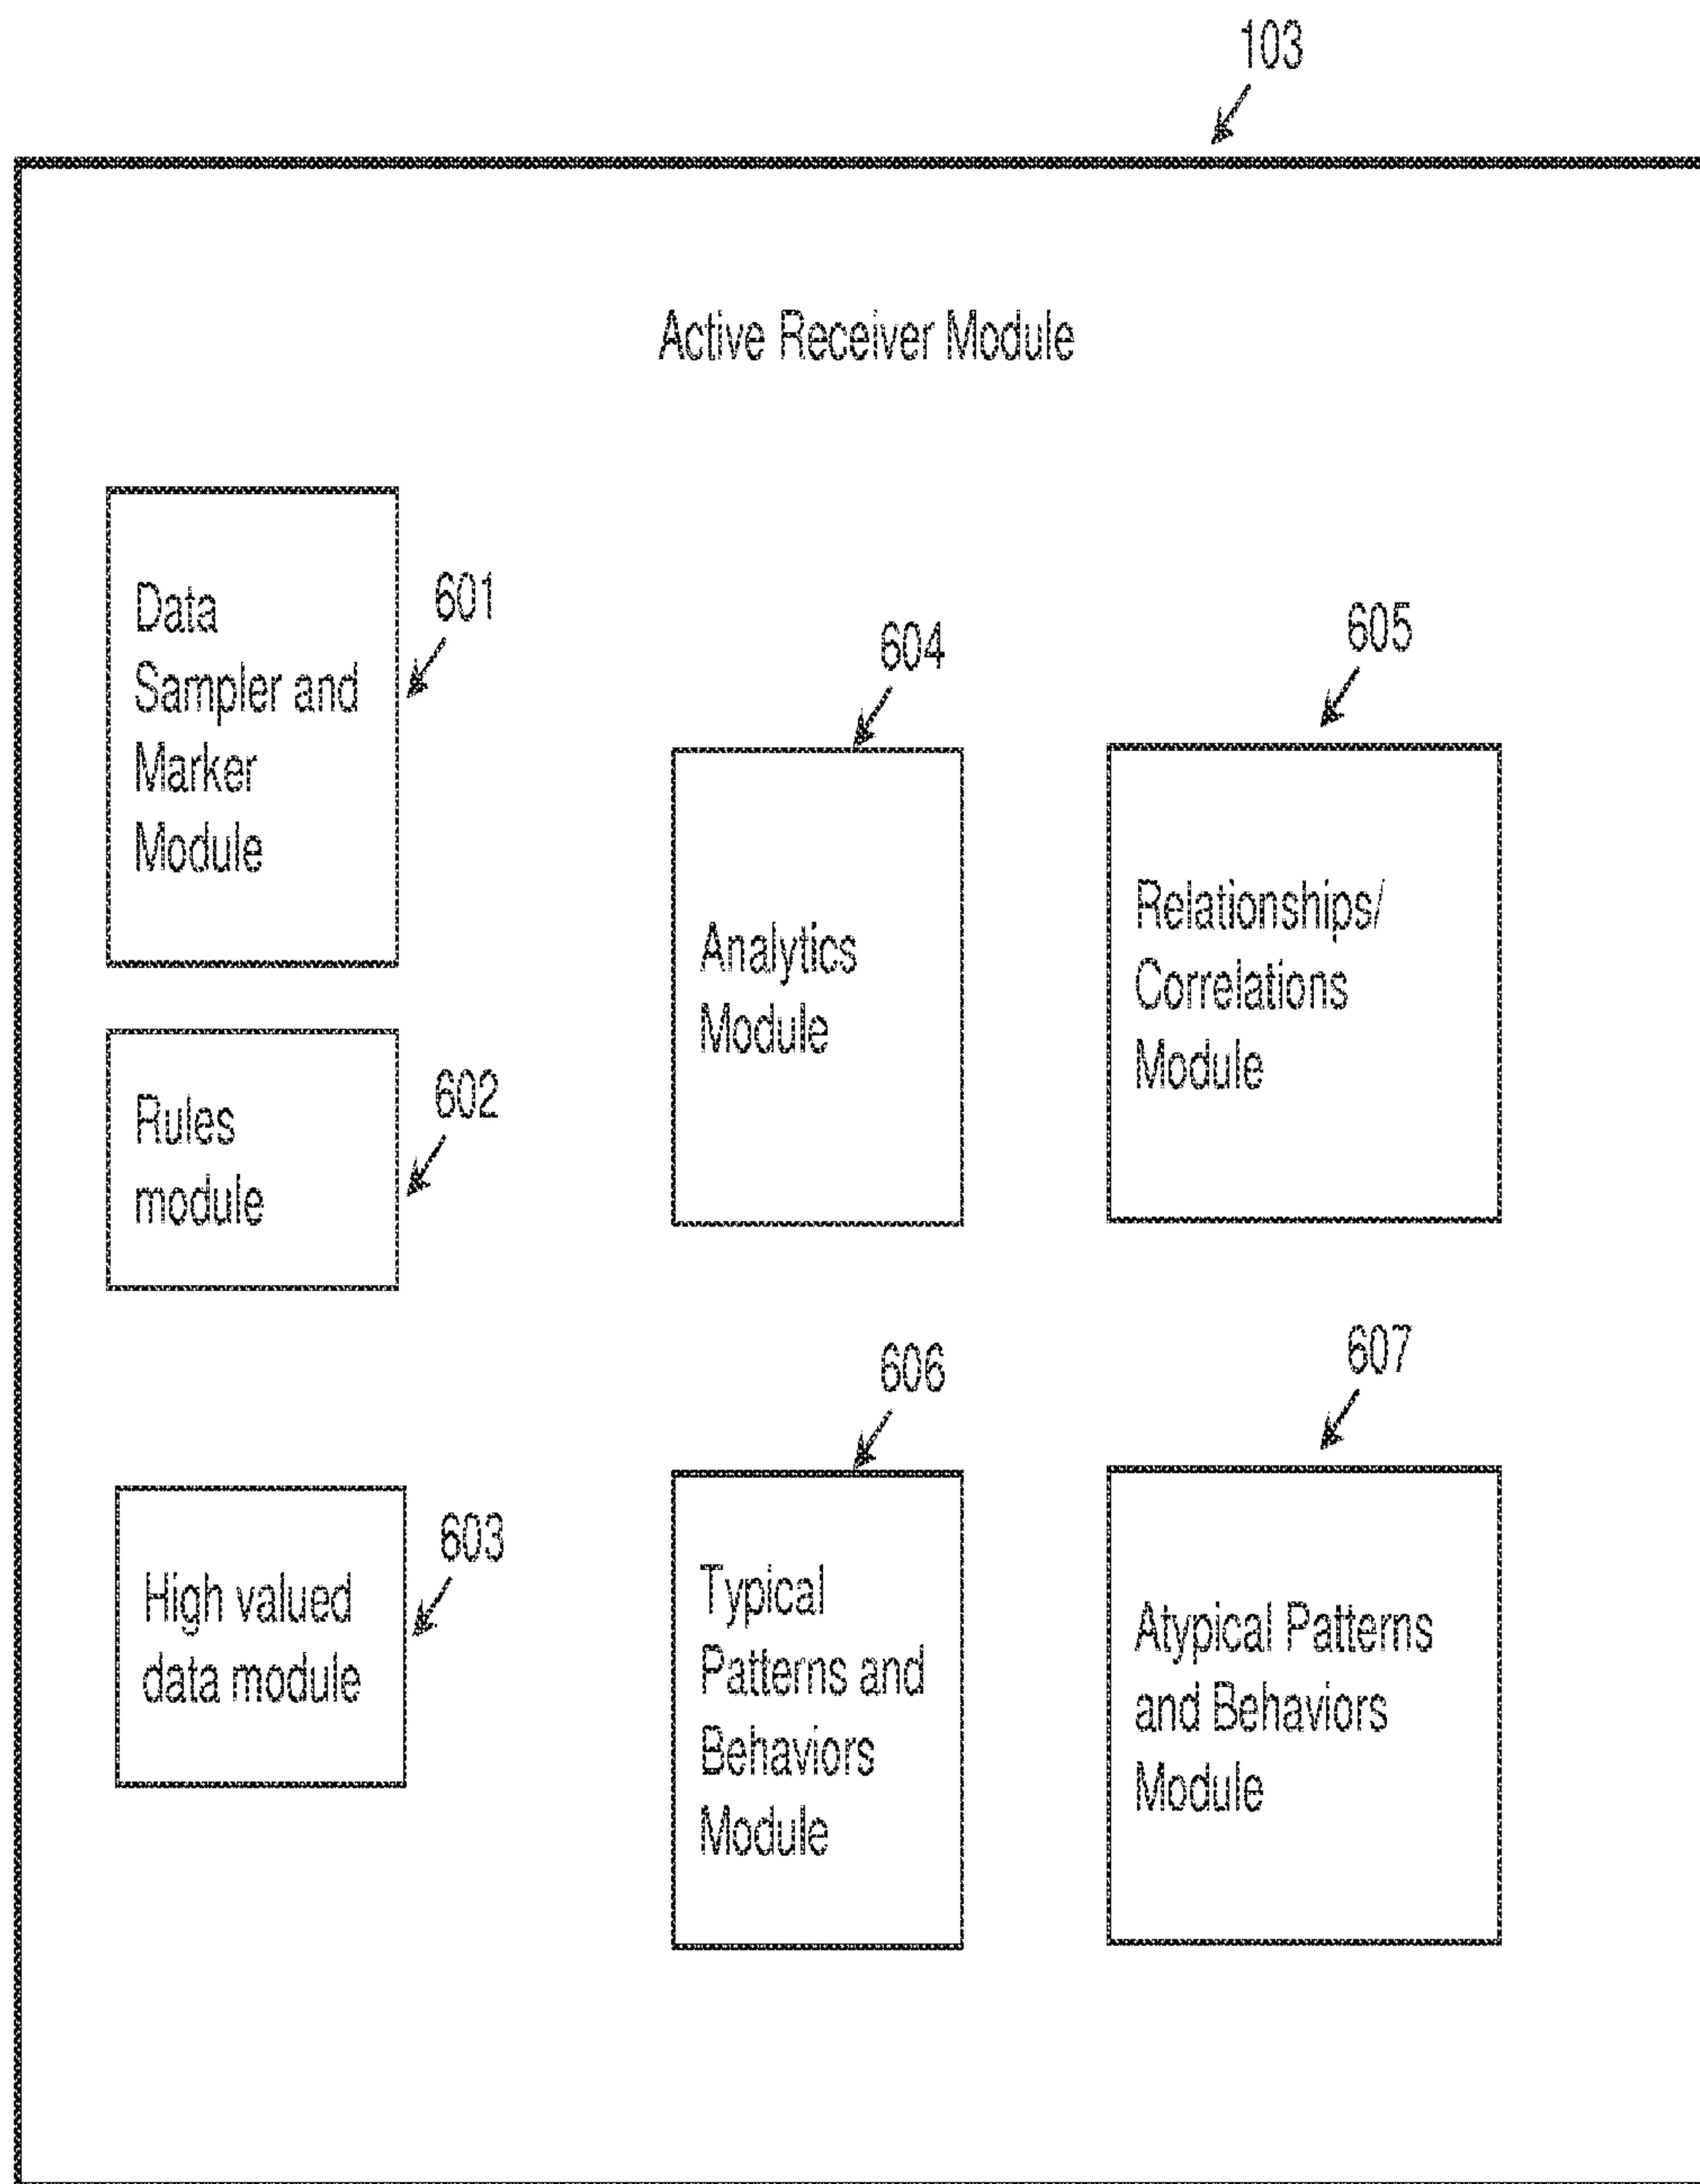 103
Active Receiver Module
Data
Sampler and
Marker
Module
601
Rules
module
602
High valued
data module
603
604
Analytics
Module
605
Relationships/
Correlations
Module
606
Typical
Patterns and
Behaviors
Module
607
Atypical Patterns
and Behaviors
Module